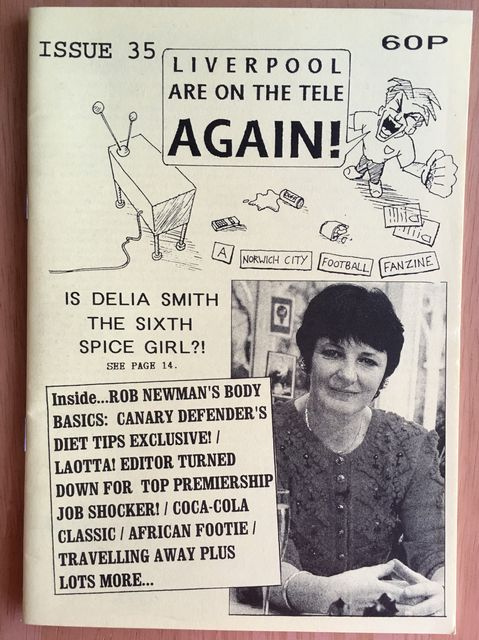 ISSUE 35
60P
LIVERPOOL
ARE ON THE TELE
AGAIN!
A NORWICH CITY FOOTBALL FANZINE
IS DELIA SMITH
THE SIXTH
SPICE GIRL?!
SEE PAGE 14.
Inside...ROB NEWMAN'S BODY
BASICS: CANARY DEFENDER'S
DIET TIPS EXCLUSIVE! /
LAOTTA! EDITOR TURNED
DOWN FOR TOP PREMIERSHIP
JOB SHOCKER! / COCA-COLA
CLASSIC / AFRICAN FOOTIE /
TRAVELLING AWAY PLUS
LOTS MORE...